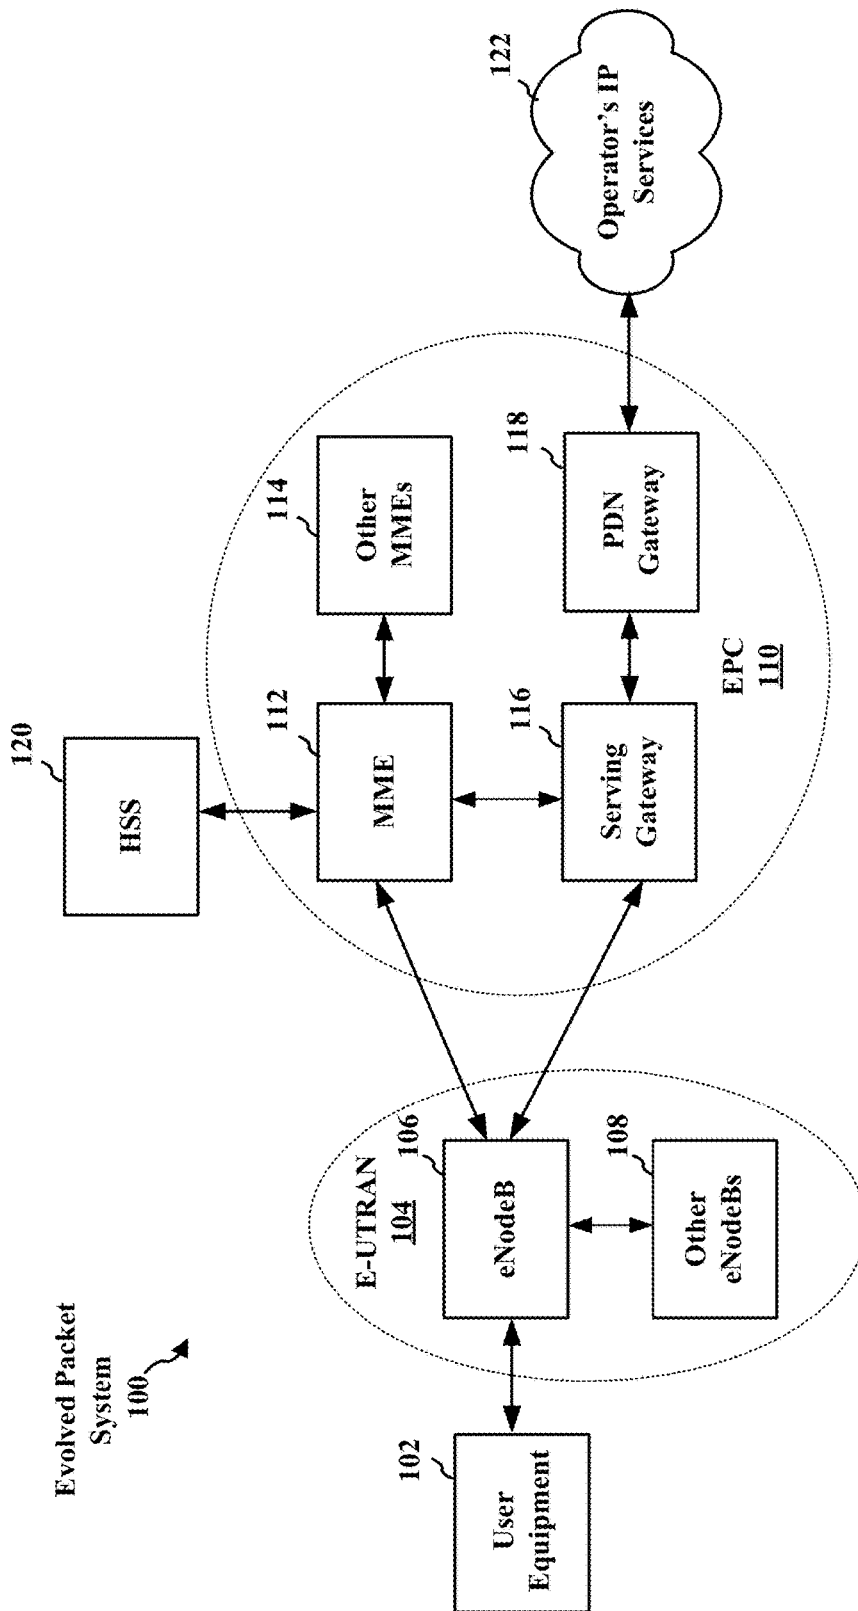 Evolved Packet
System
100
102
User
Equipment
E-UTRAN
104
106
eNodeB
108
Other
eNodeBs
120
HSS
112
MME
114
Other
MMEs
116
Serving
Gateway
118
PDN
Gateway
EPC
110
122
Operator's IP
Services